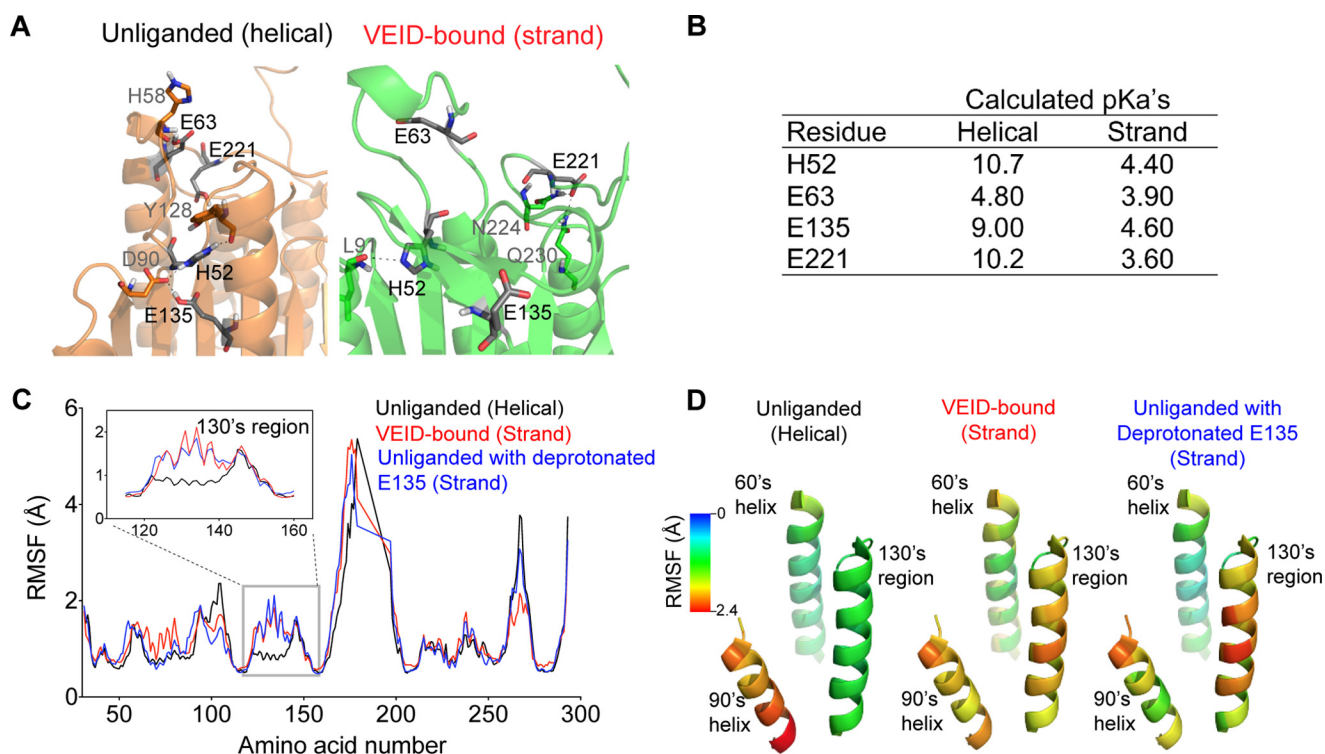 A
Unliganded (helical)
VEID-bound (strand)
H58
E63
E221
Y128
D90
H52
E135
E63
E221
N224
L91
Q230
H52
E135
B
Calculated pKa's
Residue Helical Strand
H52 10.7 4.40
E63 4.80 3.90
E135 9.00 4.60
E221 10.2 3.60
C
6
4
2
0
RMSF (Å)
50 100 150 200 250 300
Amino acid number
130's region
2
1
0
120 140 160
Unliganded (Helical)
VEID-bound (Strand)
Unliganded with deprotonated
E135 (Strand)
D
Unliganded
(Helical)
VEID-bound
(Strand)
Unliganded with
Deprotonated E135
(Strand)
RMSF (Å)
0
2.4
60's
helix
130's
region
90's
helix
60's
helix
130's
region
90's
helix
60's
helix
130's
region
90's
helix